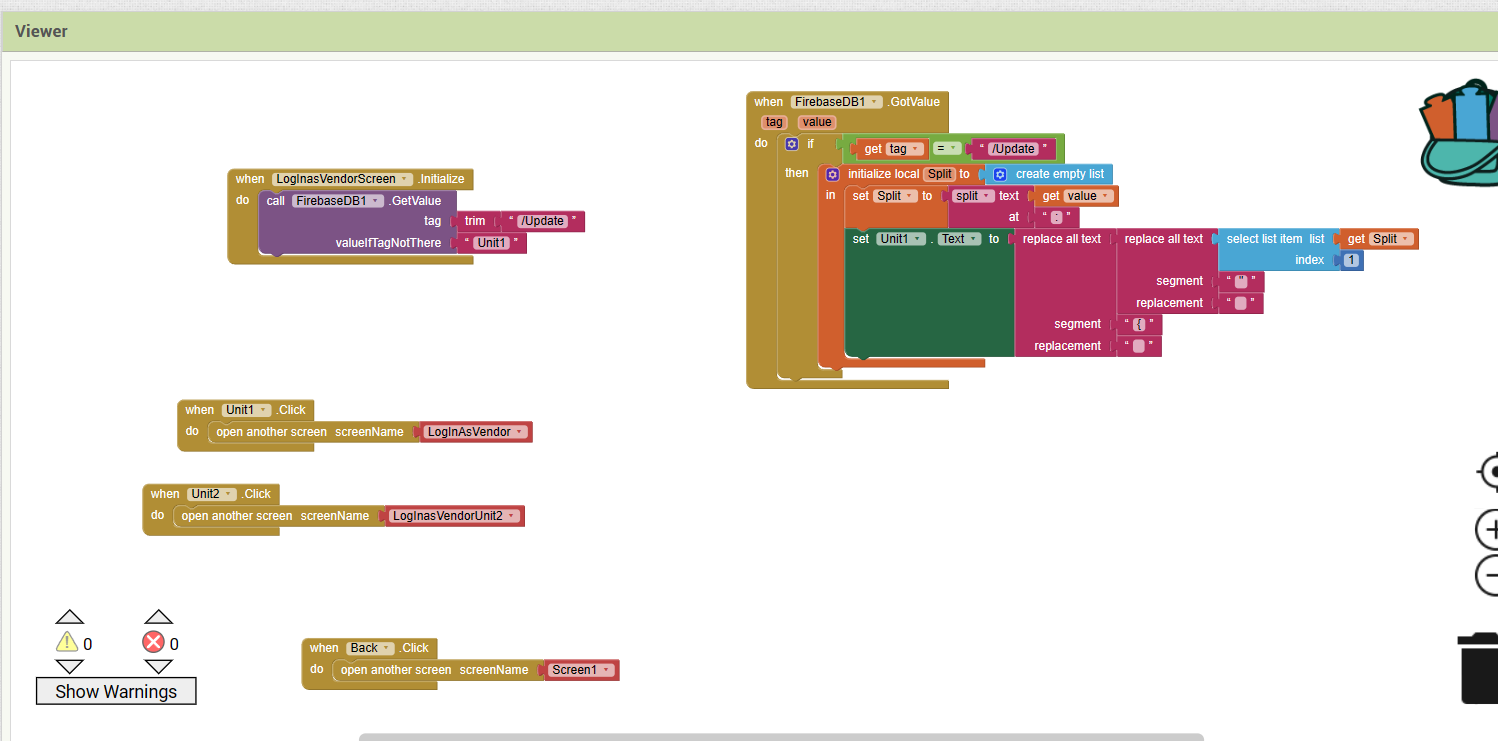 Viewer
when LogInasVendorScreen .Initialize
do call FirebaseDB1 .GetValue
tag trim “ /Update ”
valueIfTagNotThere “ Unit1 ”
when FirebaseDB1 .GotValue
tag value
do if get tag = “ /Update ”
then initialize local Split to create empty list
in set Split to split text get value
at “ : ”
set Unit1 . Text to replace all text replace all text select list item list get Split
index 1
segment “ " ”
replacement “ ”
segment “ { ”
replacement “ ”
when Unit1 .Click
do open another screen screenName LogInAsVendor
when Unit2 .Click
do open another screen screenName LogInasVendorUnit2
when Back .Click
do open another screen screenName Screen1
0 0
Show Warnings